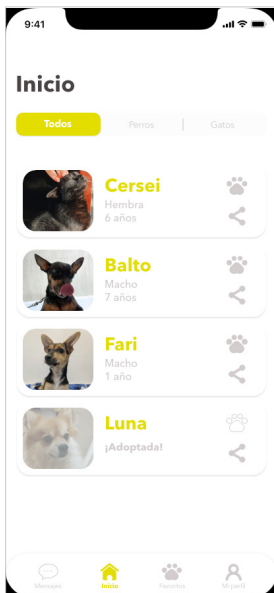 9:41
Inicio
Todos
Perros
Gatos
Cersei
Hembra
6 años
Balto
Macho
7 años
Fari
Macho
1 año
Luna
¡Adoptada!
Mensajes
Inicio
Favoritos
Mi perfil